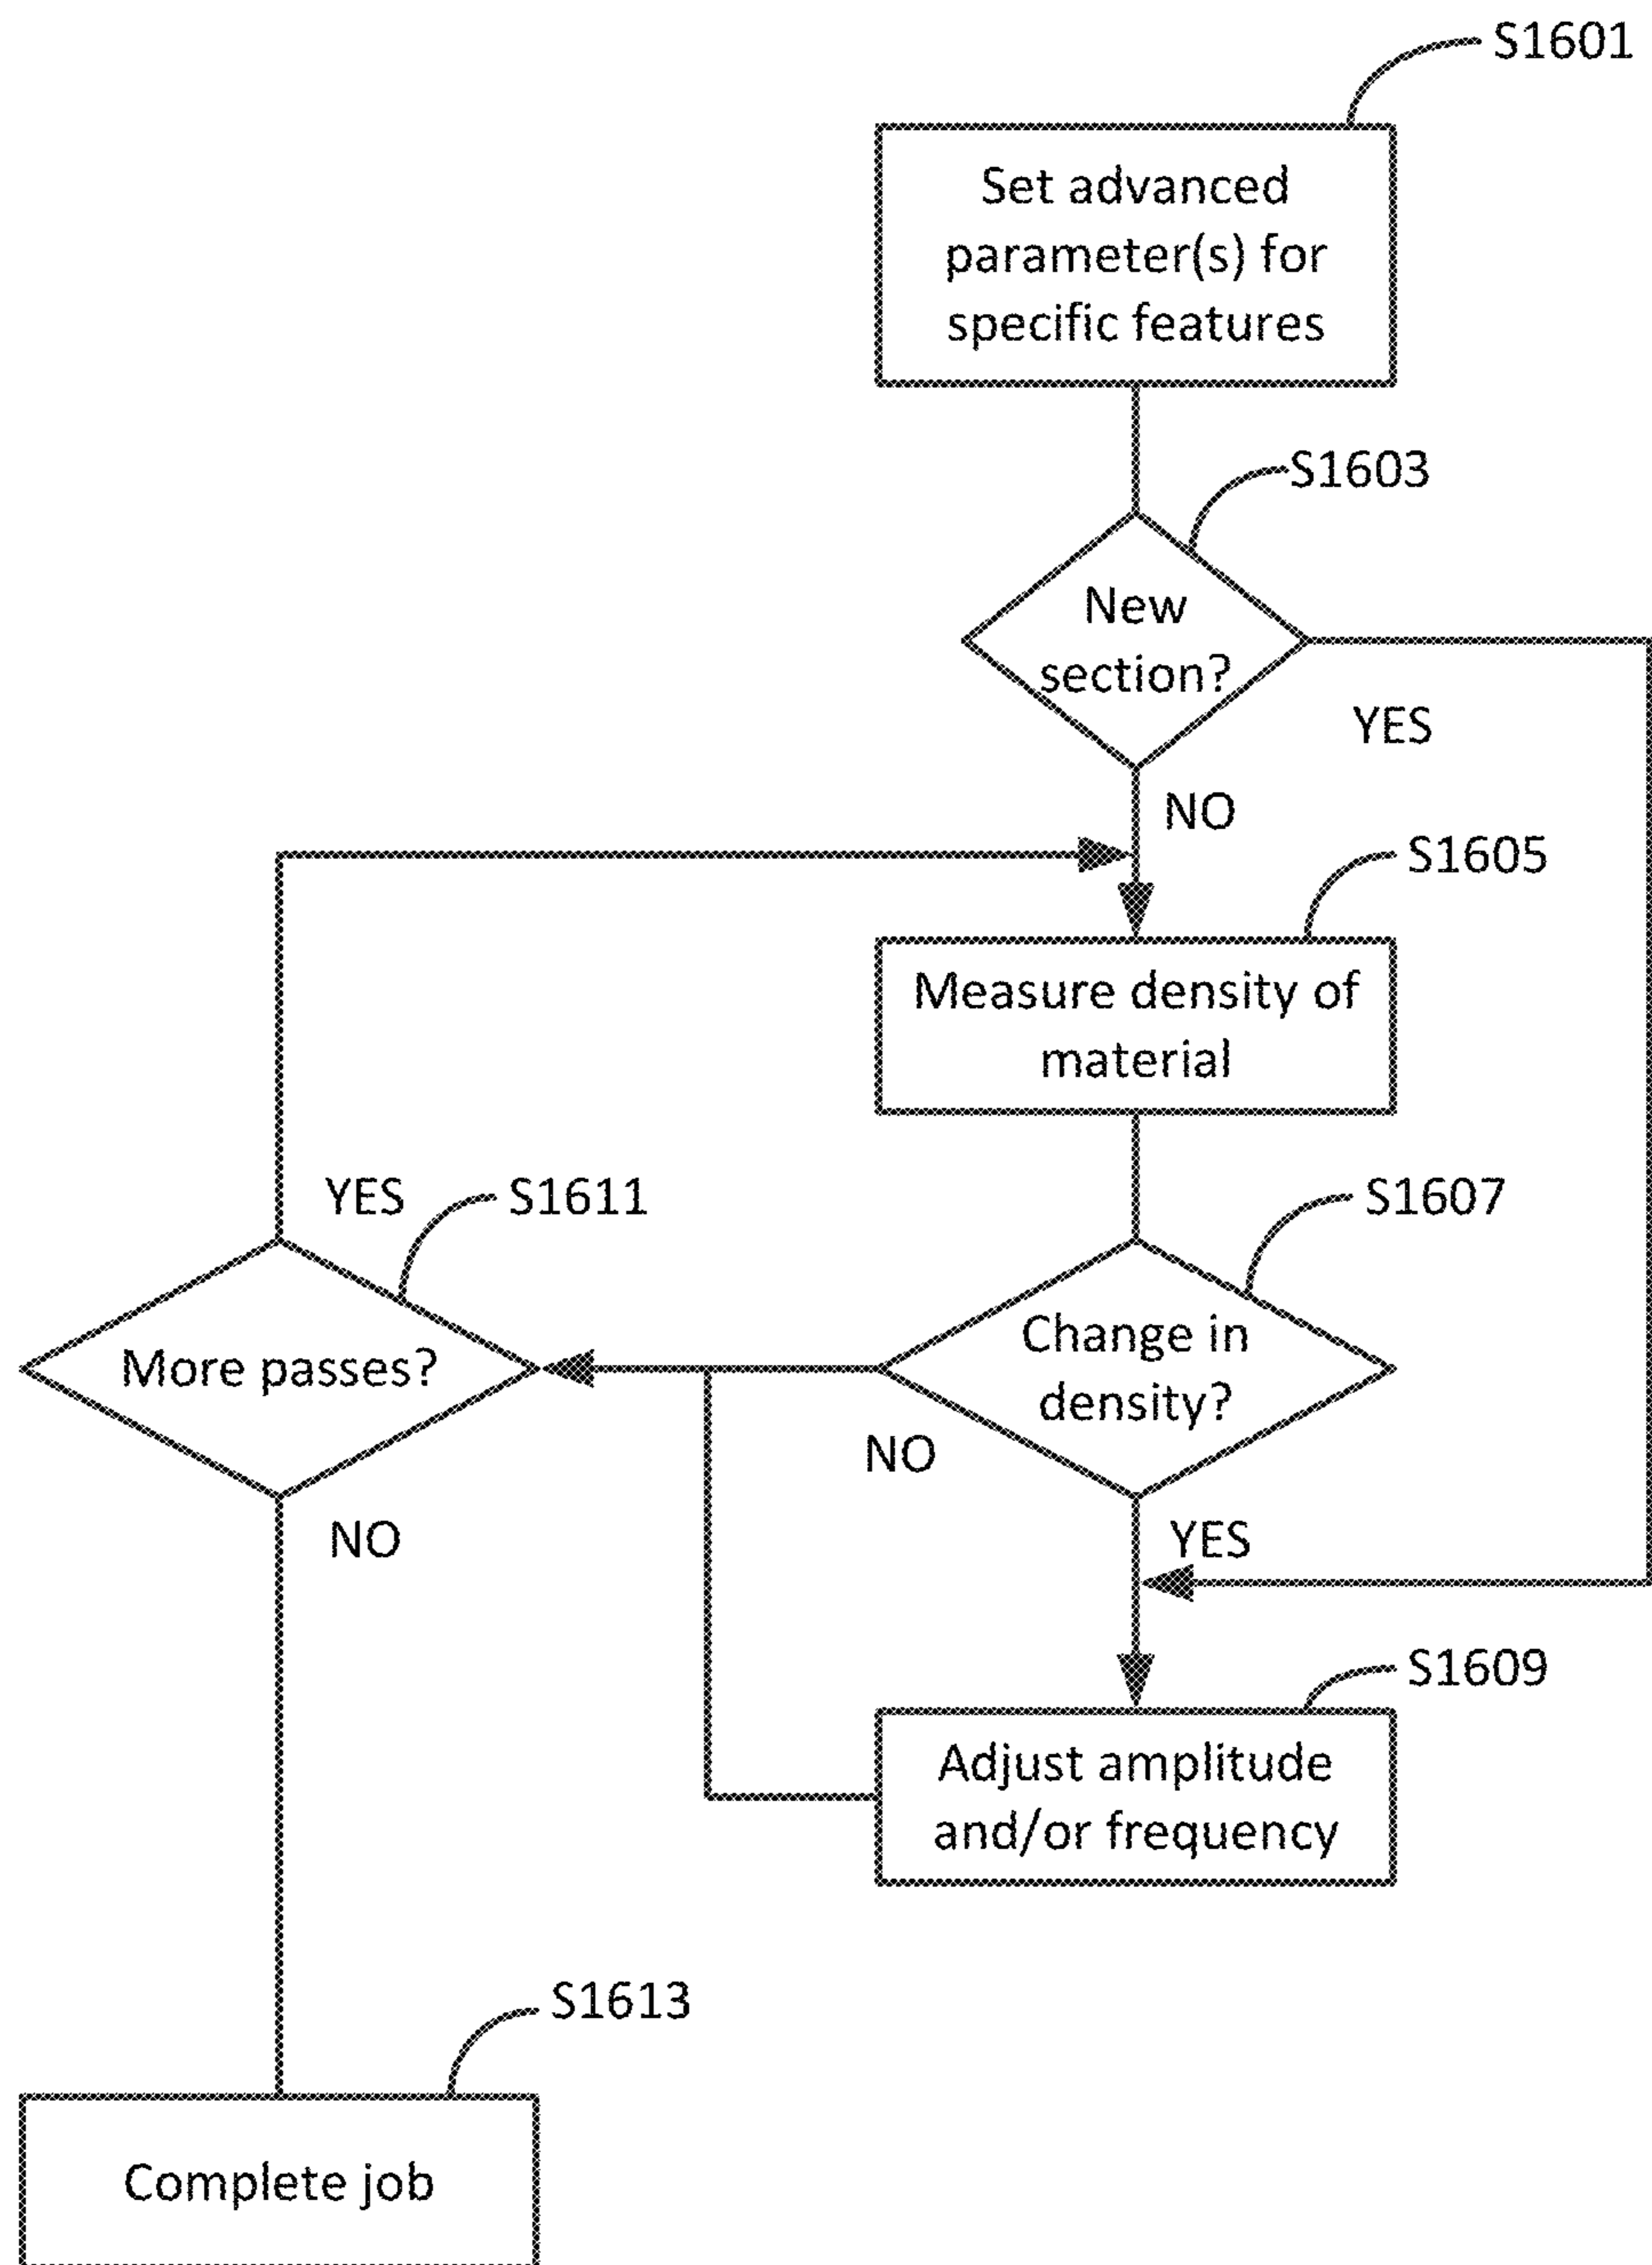 S1601
Set advanced
parameter(s) for
specific features
S1603
New
section?
YES
NO
S1605
Measure density of
material
YES
S1611
S1607
More passes?
Change in
density?
NO
NO
YES
S1609
Adjust amplitude
and/or frequency
S1613
Complete job